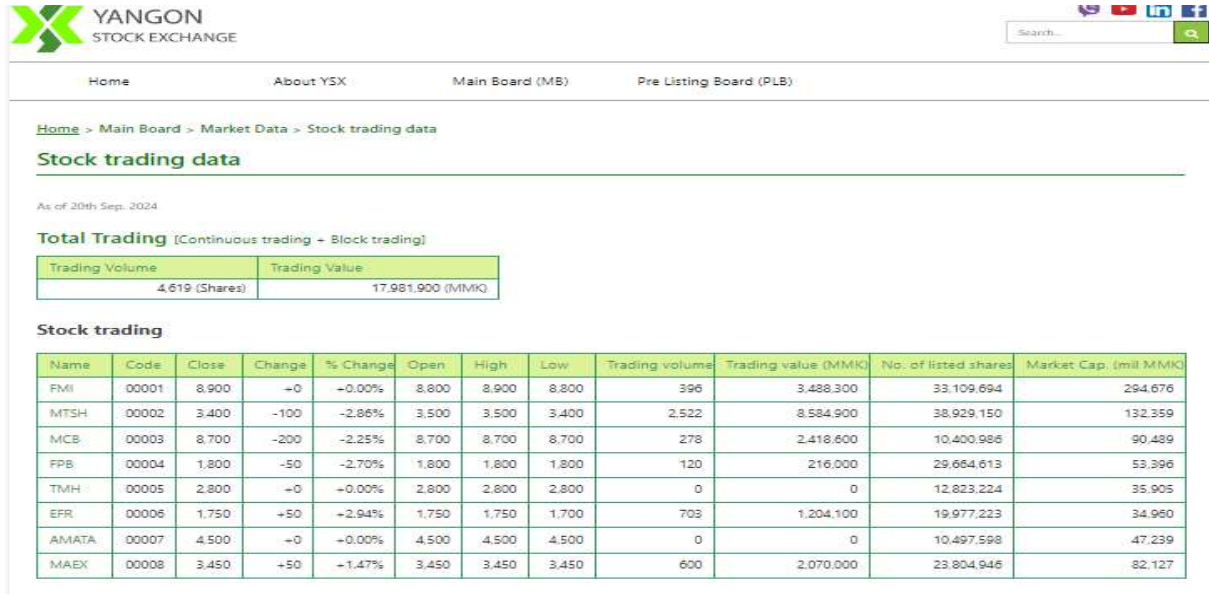 YANGON
STOCK EXCHANGE
Search...
Home About YSX Main Board (MB) Pre Listing Board (PLB)
Home > Main Board > Market Data > Stock trading data
Stock trading data
As of 20th Sep. 2024
Total Trading [Continuous trading + Block trading]
Trading Volume Trading Value
4,619 (Shares) 17,981,900 (MMK)
Stock trading
Name Code Close Change % Change Open High Low Trading volume Trading value (MMK) No. of listed shares Market Cap. (mil MMK)
FMI 00001 8,900 +0 +0.00% 8,800 8,900 8,800 396 3,488,300 33,109,694 294,676
MTSH 00002 3,400 -100 -2.86% 3,500 3,500 3,400 2,522 8,584,900 38,929,150 132,359
MCB 00003 8,700 -200 -2.25% 8,700 8,700 8,700 278 2,418,600 10,400,986 90,489
FPB 00004 1,800 -50 -2.70% 1,800 1,800 1,800 120 216,000 29,664,613 53,396
TMH 00005 2,800 +0 +0.00% 2,800 2,800 2,800 0 0 12,823,224 35,905
EFR 00006 1,750 +50 +2.94% 1,750 1,750 1,700 703 1,204,100 19,977,223 34,960
AMATA 00007 4,500 +0 +0.00% 4,500 4,500 4,500 0 0 10,497,598 47,239
MAEX 00008 3,450 +50 +1.47% 3,450 3,450 3,450 600 2,070,000 23,804,946 82,127